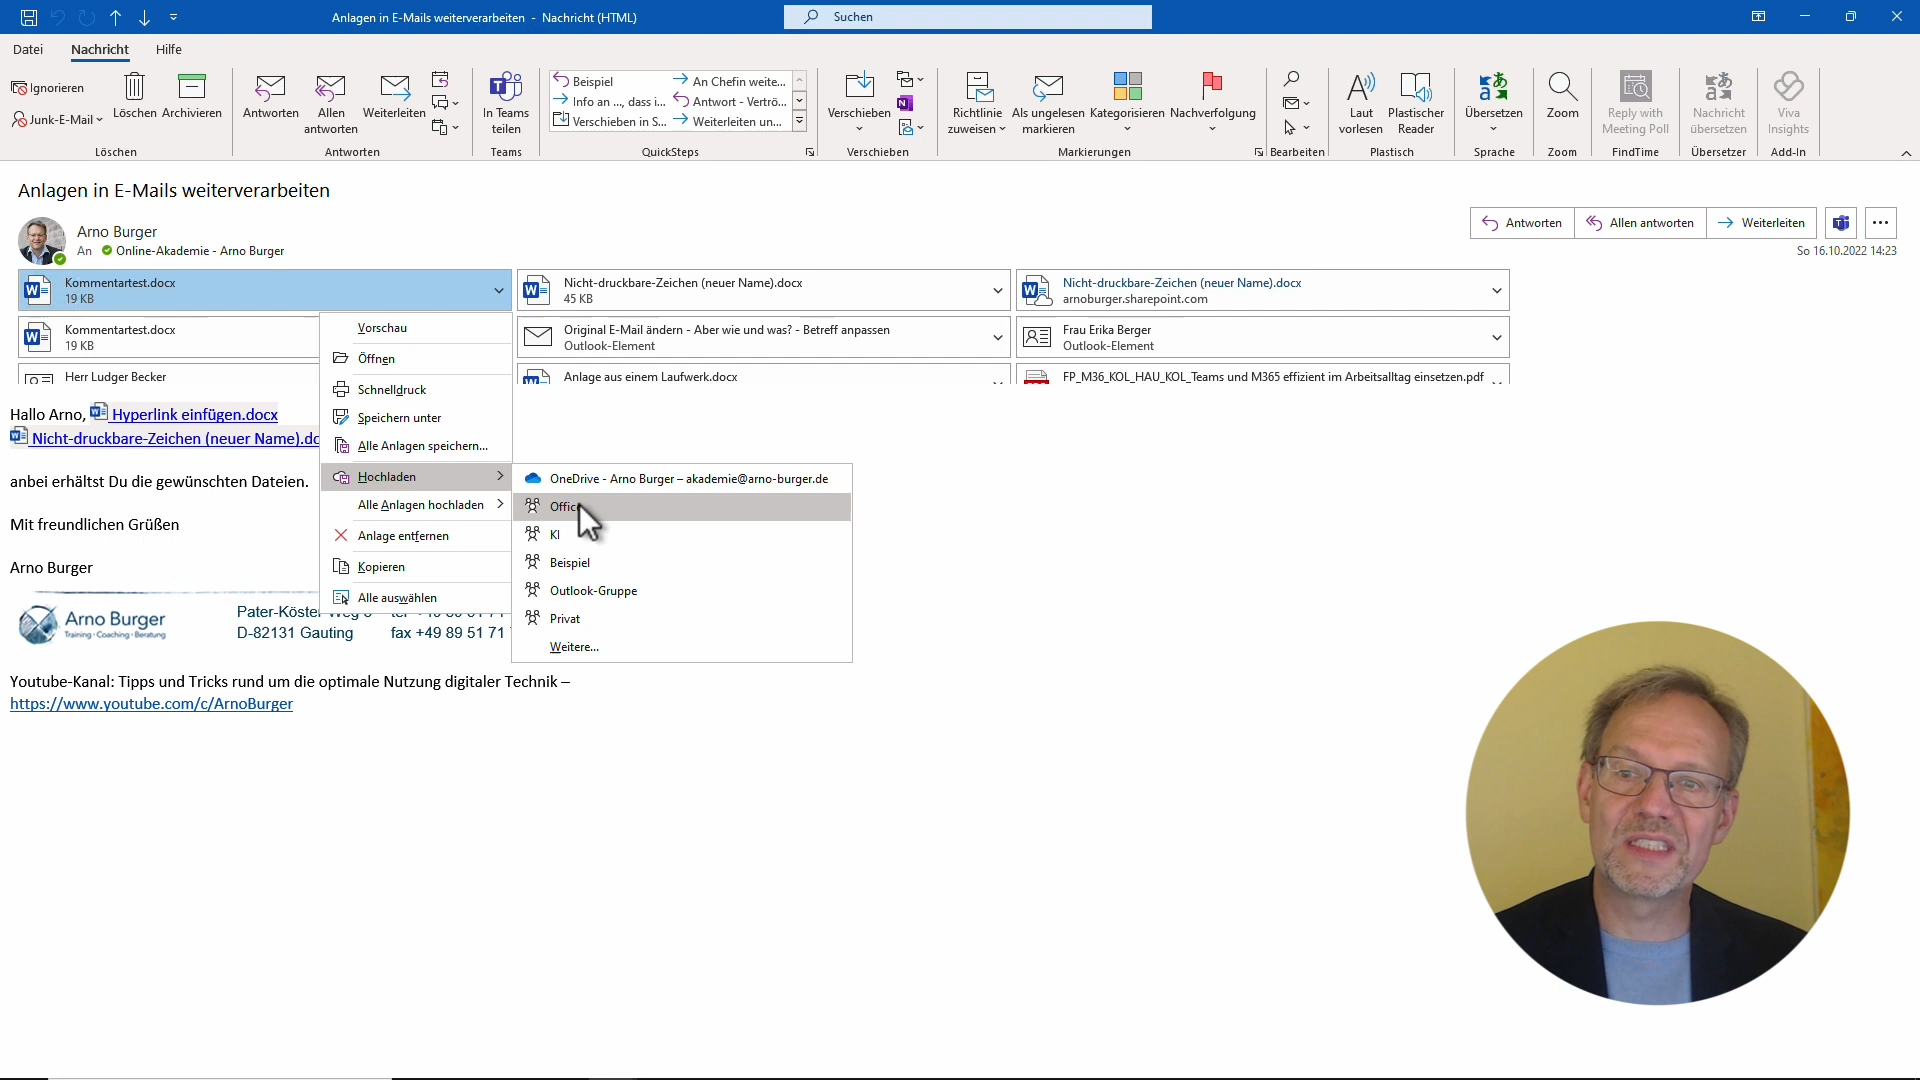 Anlagen in E-Mails weiterverarbeiten - Nachricht (HTML)
Suchen
Datei Nachricht Hilfe
Ignorieren
Junk-E-Mail
Löschen
Archivieren
Löschen
Antworten
Allen antworten
Weiterleiten
Antworten
In Teams teilen
Teams
Beispiel
Info an ..., dass i...
Verschieben in S...
An Chefin weite...
Antwort - Vertrö...
Weiterleiten un...
QuickSteps
Verschieben
Verschieben
Richtlinie zuweisen
Als ungelesen markieren
Kategorisieren
Nachverfolgung
Markierungen
Bearbeiten
Laut vorlesen
Plastischer Reader
Plastisch
Übersetzen
Sprache
Zoom
Zoom
Reply with Meeting Poll
FindTime
Nachricht übersetzen
Übersetzer
Viva Insights
Add-In
Anlagen in E-Mails weiterverarbeiten
Arno Burger
An Online-Akademie - Arno Burger
Antworten
Allen antworten
Weiterleiten
So 16.10.2022 14:23
Kommentartest.docx
19 KB
Nicht-druckbare-Zeichen (neuer Name).docx
45 KB
Nicht-druckbare-Zeichen (neuer Name).docx
arnoburger.sharepoint.com
Kommentartest.docx
19 KB
Original E-Mail ändern - Aber wie und was? - Betreff anpassen
Outlook-Element
Frau Erika Berger
Outlook-Element
Herr Ludger Becker
Anlage aus einem Laufwerk.docx
FP_M36_KOL_HAU_KOL_Teams und M365 effizient im Arbeitsalltag einsetzen.pdf
Vorschau
Öffnen
Schnelldruck
Speichern unter
Alle Anlagen speichern...
Hochladen
Alle Anlagen hochladen
Anlage entfernen
Kopieren
Alle auswählen
OneDrive - Arno Burger – akademie@arno-burger.de
KI
Beispiel
Outlook-Gruppe
Privat
Weitere...
Hallo Arno, Hyperlink einfügen.docx
Nicht-druckbare-Zeichen (neuer Name).do
anbei erhältst Du die gewünschten Dateien.
Mit freundlichen Grüßen
Arno Burger
Arno Burger
Training · Coaching · Beratung
D-82131 Gauting fax +49 89 51 71
Youtube-Kanal: Tipps und Tricks rund um die optimale Nutzung digitaler Technik –
https://www.youtube.com/c/ArnoBurger